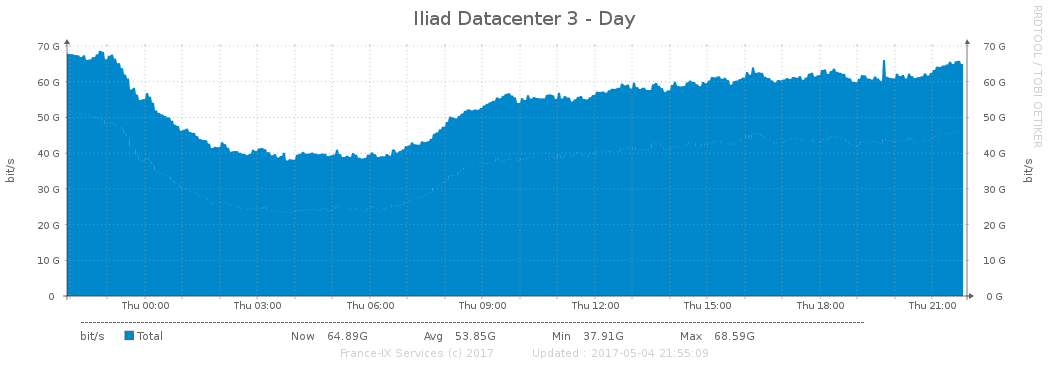 Iliad Datacenter 3 - Day
RRDTOOL / TOBI OETIKER
70 G 70 G
60 G 60 G
50 G 50 G
40 G 40 G
30 G 30 G
20 G 20 G
10 G 10 G
0 0 G
bit/s bit/s
Thu 00:00 Thu 03:00 Thu 06:00 Thu 09:00 Thu 12:00 Thu 15:00 Thu 18:00 Thu 21:00
bit/s Total Now 64.89G Avg 53.85G Min 37.91G Max 68.59G
France-IX Services (c) 2017 Updated : 2017-05-04 21:55:09